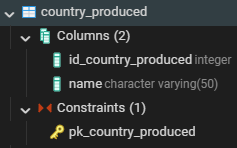 country_produced
Columns (2)
id_country_produced integer
name character varying(50)
Constraints (1)
pk_country_produced